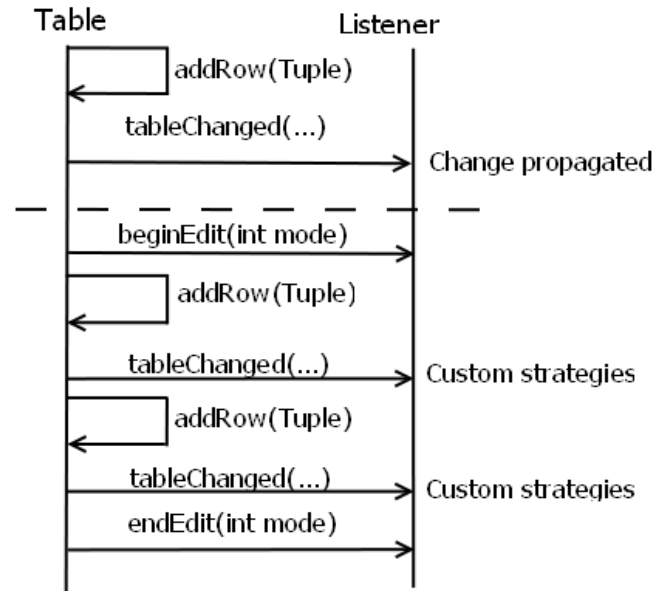 Table
Listener
addRow(Tuple)
tableChanged(...)
Change propagated
beginEdit(int mode)
addRow(Tuple)
tableChanged(...)
Custom strategies
addRow(Tuple)
tableChanged(...)
Custom strategies
endEdit(int mode)